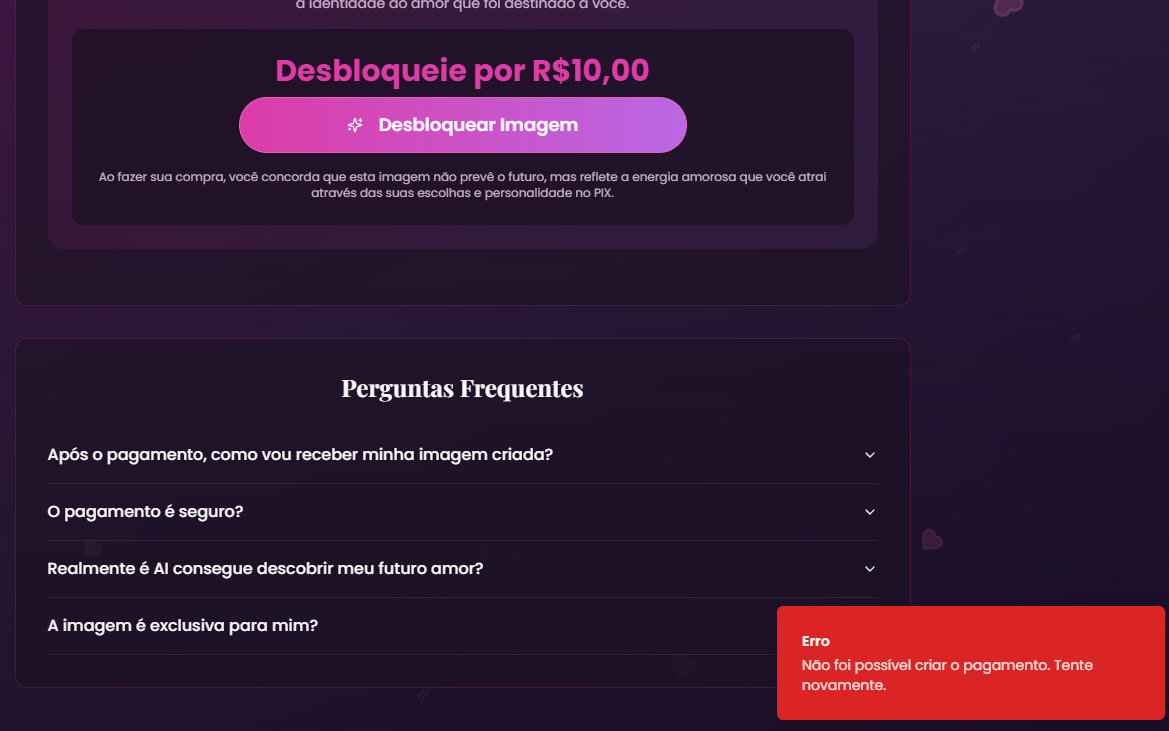 a identidade do amor que foi destinado a você.
Desbloqueie por R$10,00
Desbloquear Imagem
Ao fazer sua compra, você concorda que esta imagem não prevê o futuro, mas reflete a energia amorosa que você atrai
através das suas escolhas e personalidade no PIX.
Perguntas Frequentes
Após o pagamento, como vou receber minha imagem criada?
O pagamento é seguro?
Realmente é AI consegue descobrir meu futuro amor?
A imagem é exclusiva para mim?
Erro
Não foi possível criar o pagamento. Tente
novamente.